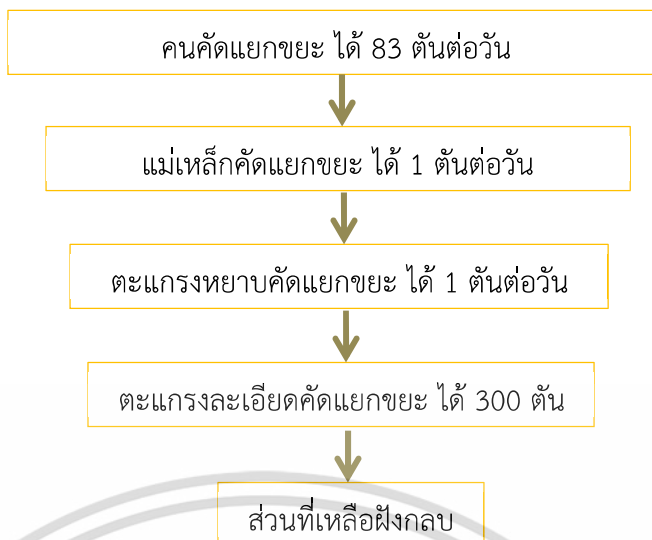 คนคัดแยกขยะ ได้ 83 ตันต่อวัน
แม่เหล็กคัดแยกขยะ ได้ 1 ตันต่อวัน
ตะแกรงหยาบคัดแยกขยะ ได้ 1 ตันต่อวัน
ตะแกรงละเอียดคัดแยกขยะ ได้ 300 ตัน
ส่วนที่เหลือฝังกลบ